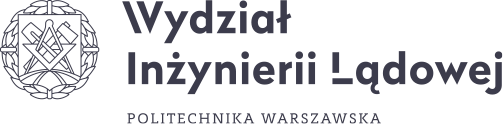 Wydział
Inżynierii Lądowej
POLITECHNIKA WARSZAWSKA